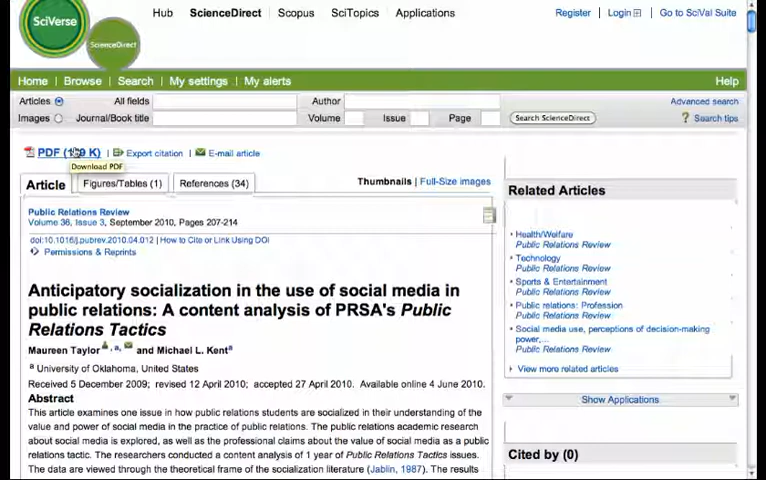 SciVerse
ScienceDirect
Hub ScienceDirect Scopus SciTopics Applications
Register Login Go to SciVal Suite
Home | Browse | Search | My settings | My alerts
Help
Articles All fields Author Advanced search
Images Journal/Book title Volume Issue Page Search ScienceDirect ? Search tips
PDF K) | Export citation | E-mail article
Download PDF
Article Figures/Tables (1) References (34)
Thumbnails | Full-Size images
Public Relations Review
Volume 36, Issue 3, September 2010, Pages 207-214
doi:10.1016/j.pubrev.2010.04.012 | How to Cite or Link Using DOI
Permissions & Reprints
Anticipatory socialization in the use of social media in
public relations: A content analysis of PRSA's Public
Relations Tactics
Maureen Taylor a, and Michael L. Kent a
a University of Oklahoma, United States
Received 5 December 2009; revised 12 April 2010; accepted 27 April 2010. Available online 4 June 2010.
Abstract
This article examines one issue in how public relations students are socialized in their understanding of the
value and power of social media in the practice of public relations. The public relations academic research
about social media is explored, as well as the professional claims about the value of social media as a public
relations tactic. The researchers conducted a content analysis of 1 year of Public Relations Tactics issues.
The data are viewed through the theoretical frame of the socialization literature (Jablin, 1987). The results
Related Articles
Health/Welfare
Public Relations Review
Technology
Public Relations Review
Sports & Entertainment
Public Relations Review
Public relations: Profession
Public Relations Review
Social media use, perceptions of decision-making
power,...
Public Relations Review
View more related articles
Show Applications
Cited by (0)